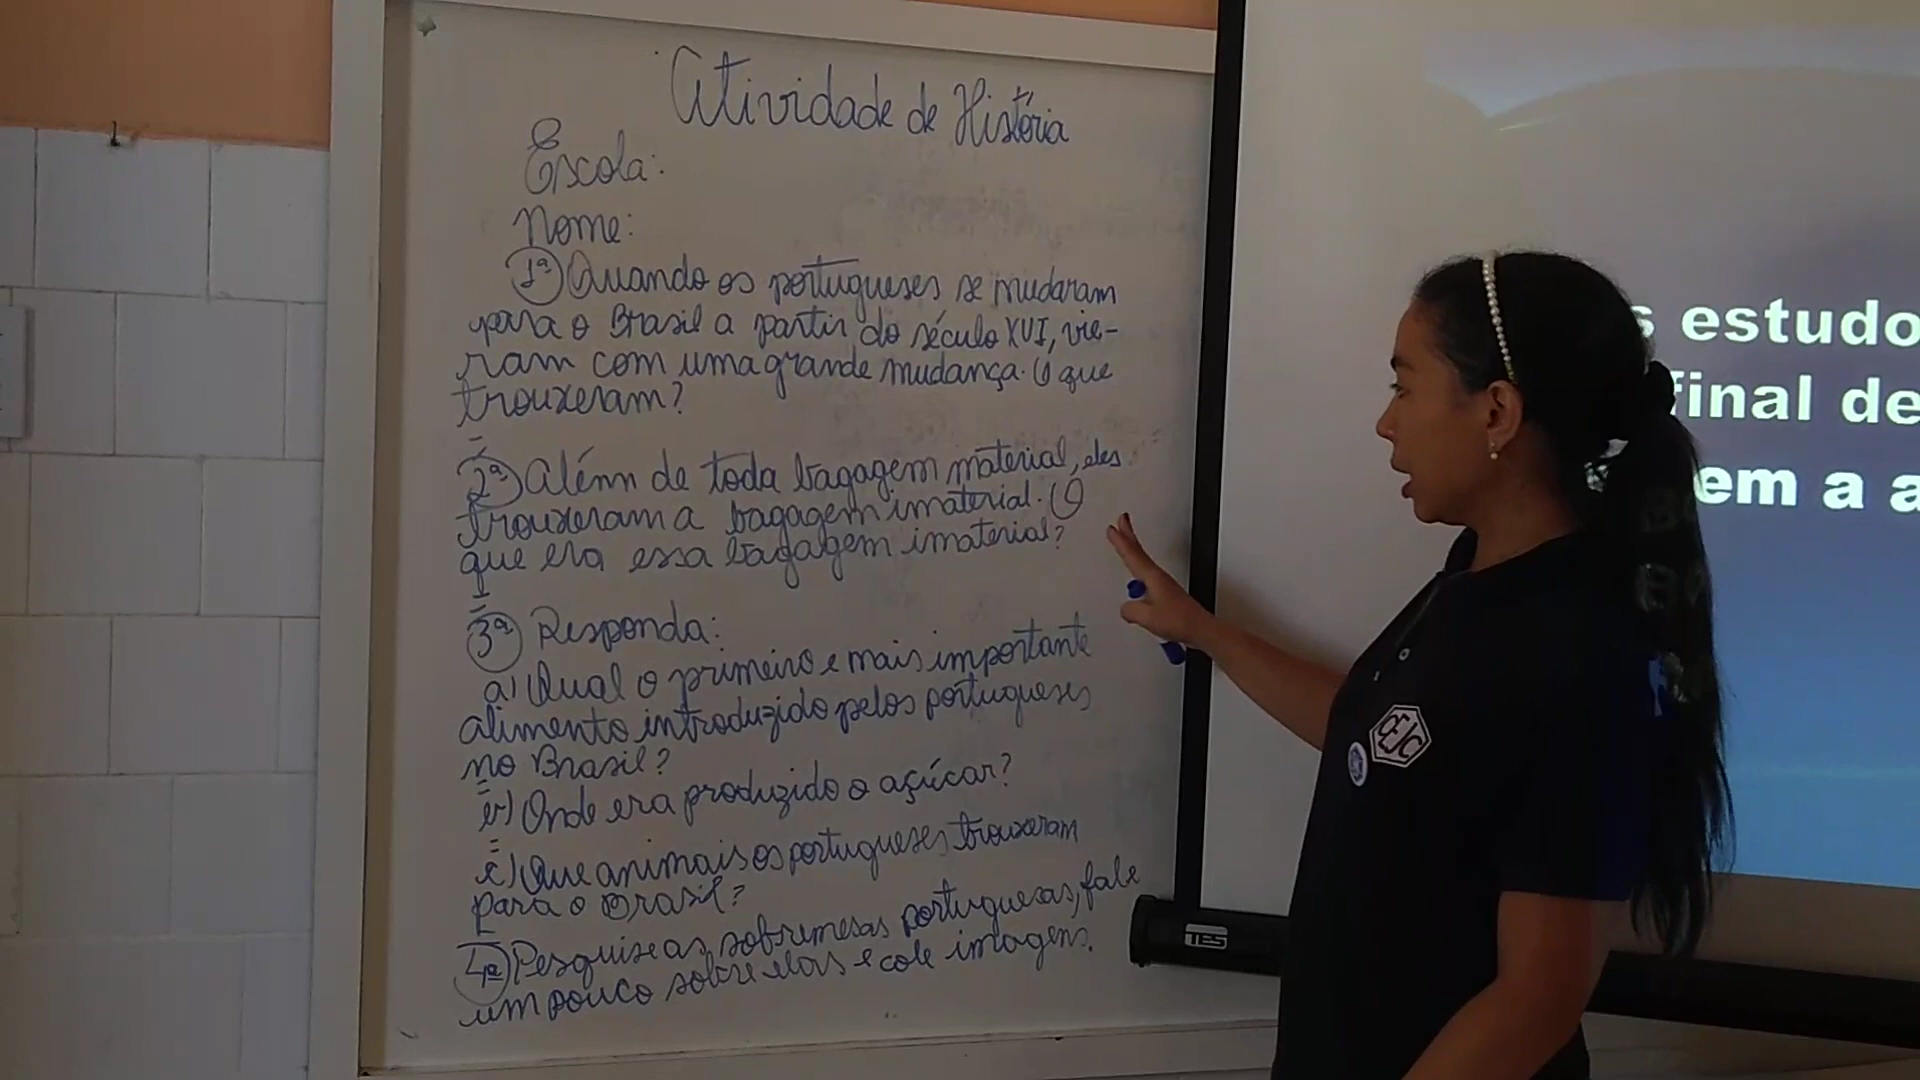 Atividade de História
Escola:
Nome:
1ª Quando os portugueses se mudaram
para o Brasil a partir do século XVI, vie-
ram com uma grande mudança. O que
trouxeram?
2ª Alénn de toda bagagem material, eles
trouxeram a bagagem imaterial. O
que era essa bagagem imaterial?
3ª Responda:
a) Qual o primeiro e mais importante
alimento introduzido pelos portugueses
no Brasil?
b) Onde era produzido o açúcar?
c) Que animais os portugueses trouxeram
para o Brasil?
4ª Pesquise as sobremesas portuguesas, fale
um pouco sobre elas e cole imagens.
s estudo
final de
em a a
OEJC
TES